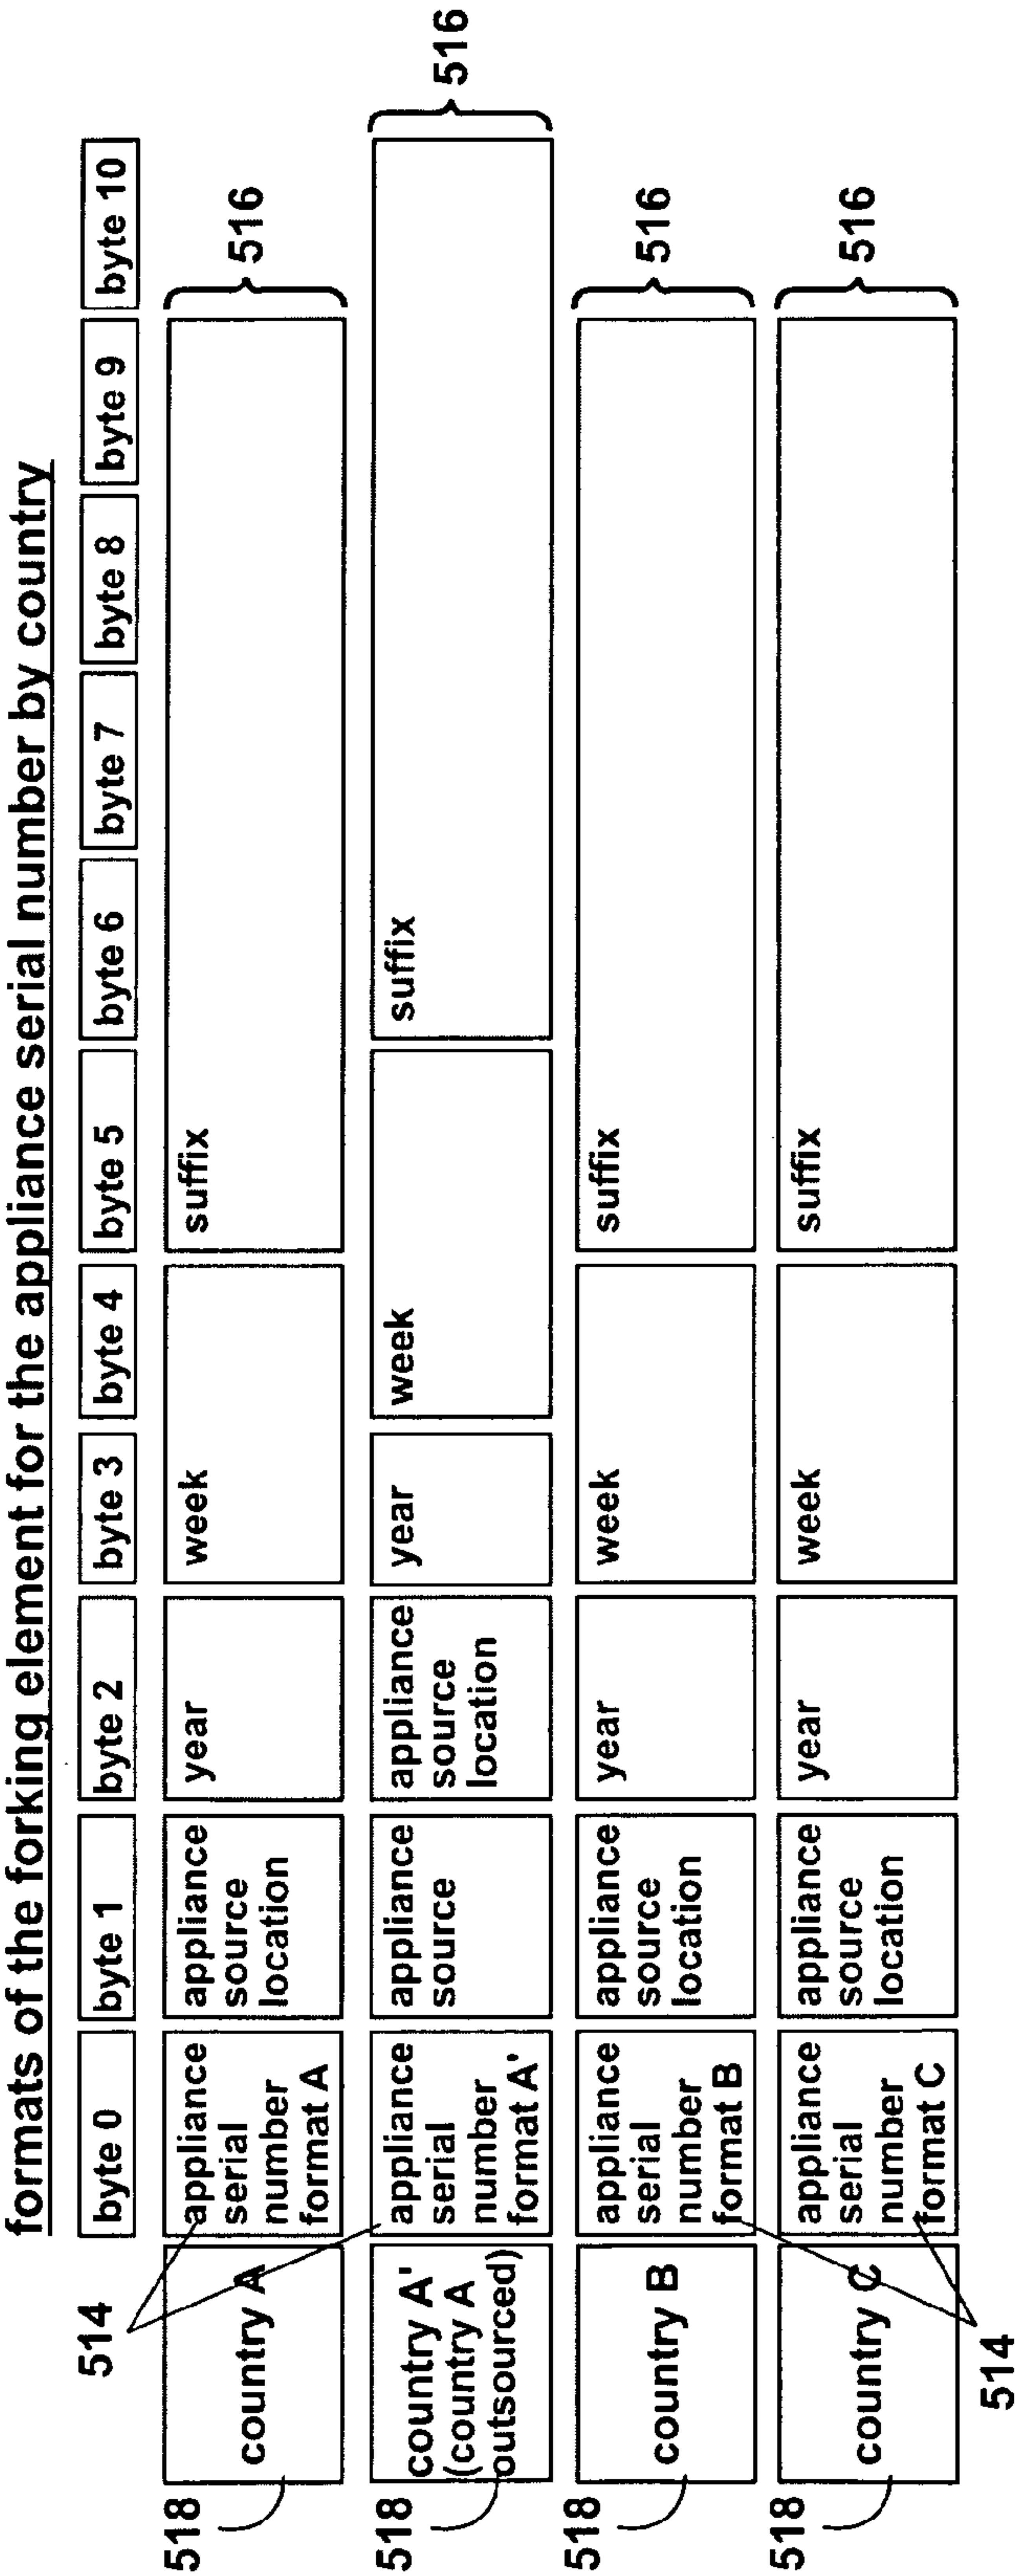 formats of the forking element for the appliance serial number by country
byte 0 byte 1 byte 2 byte 3 byte 4 byte 5 byte 6 byte 7 byte 8 byte 9 byte 10
514
518
country A
appliance
serial
number
format A
appliance
source
location
year
week
suffix
516
518
country A'
(country A
outsourced)
appliance
serial
number
format A'
appliance
source
appliance
source
location
year
week
suffix
516
518
country B
appliance
serial
number
format B
appliance
source
location
year
week
suffix
516
518
country C
appliance
serial
number
format C
appliance
source
location
year
week
suffix
516
514